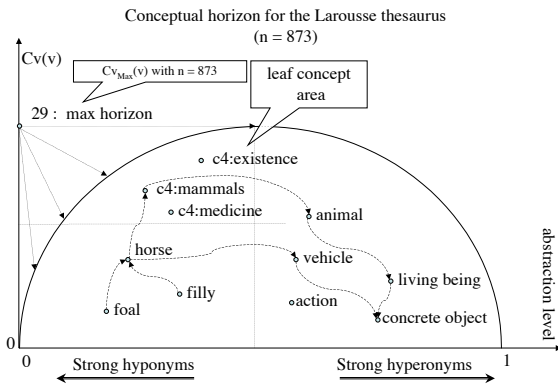 Conceptual horizon for the Larousse thesaurus
(n = 873)
Cv(v)
CvMax(v) with n = 873
leaf concept
area
29 : max horizon
c4:existence
c4:mammals
c4:medicine
animal
horse
vehicle
living being
filly
action
foal
concrete object
abstraction level
0
0
1
Strong hyponyms
Strong hyperonyms